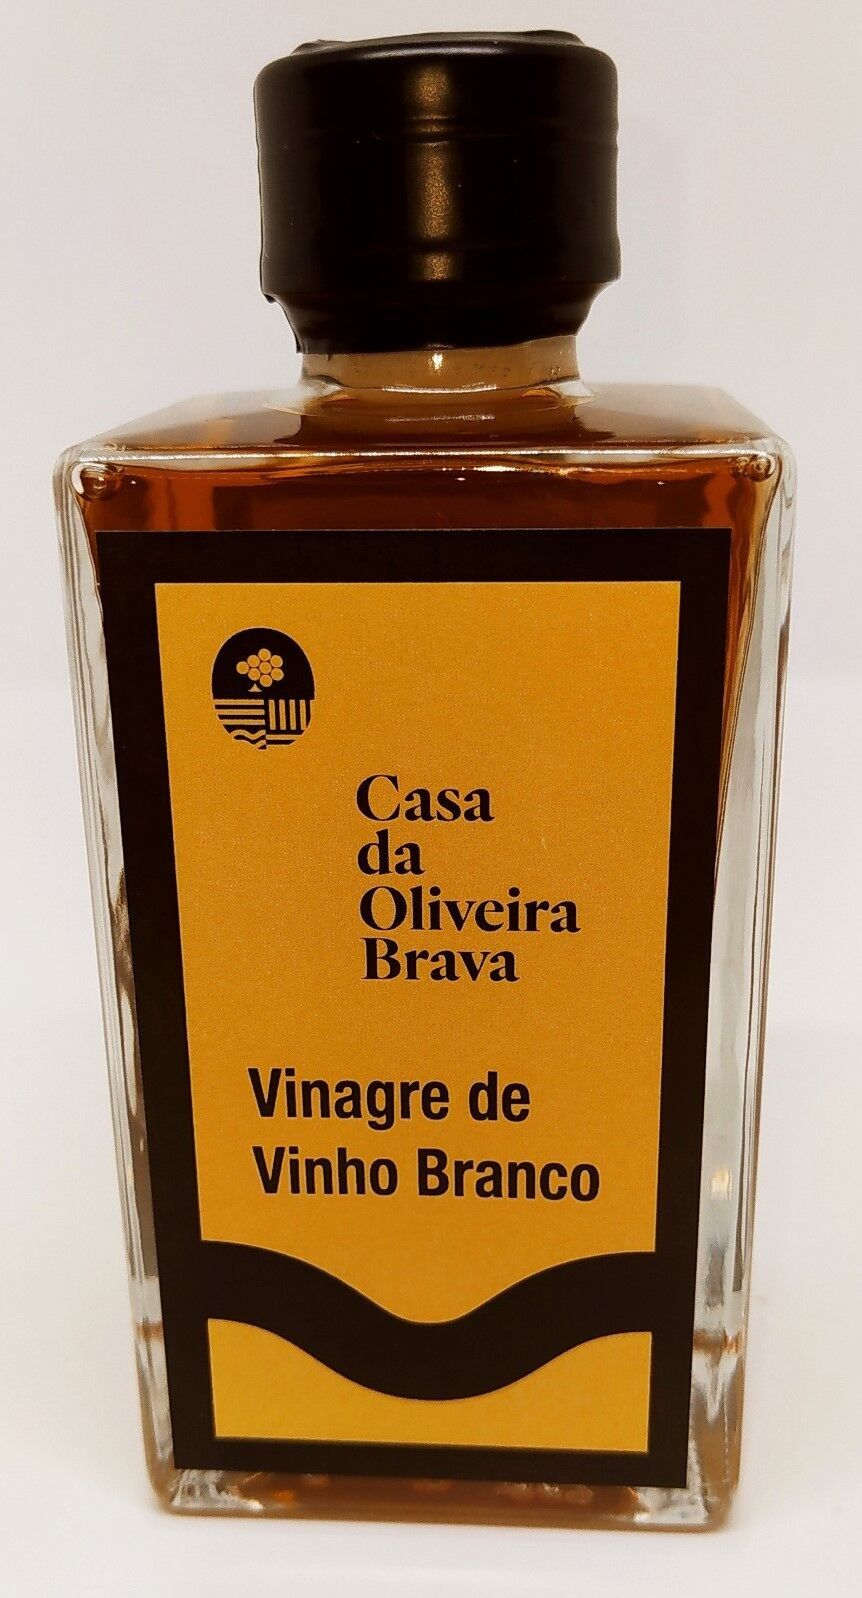 Casa
da
Oliveira
Brava
Vinagre de
Vinho Branco